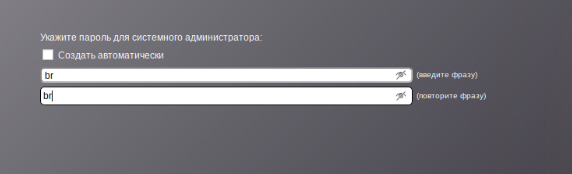 Укажите пароль для системного администратора:
Создать автоматически
br (введите фразу)
br (повторите фразу)